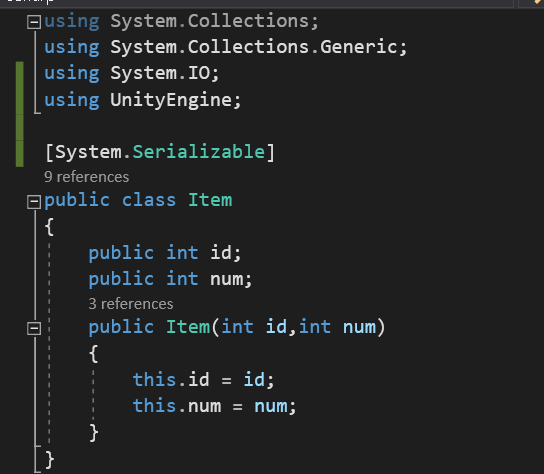 using System.Collections;
using System.Collections.Generic;
using System.IO;
using UnityEngine;
[System.Serializable]
9 references
public class Item
{
public int id;
public int num;
3 references
public Item(int id,int num)
{
this.id = id;
this.num = num;
}
}